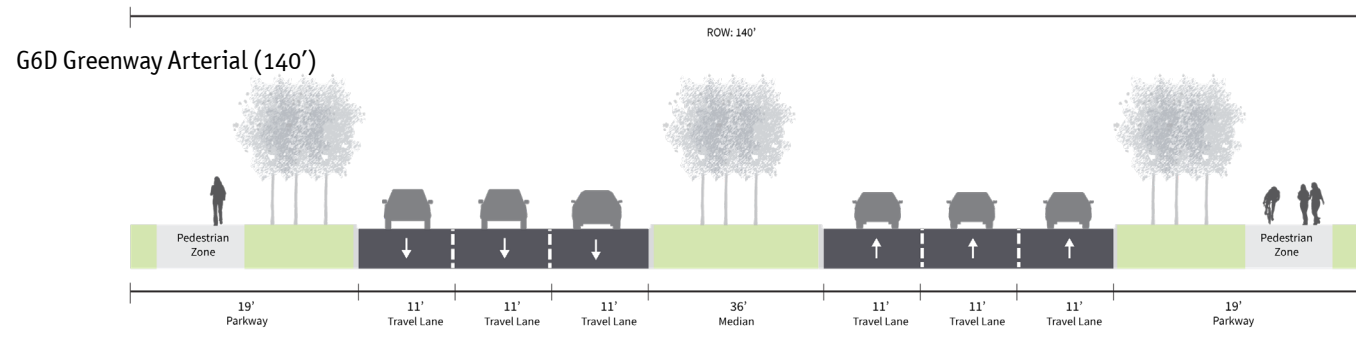 ROW: 140'
G6D Greenway Arterial (140’)
Pedestrian
Zone
Pedestrian
Zone
19' 11' 11' 11' 36' 11' 11' 11' 19'
Parkway Travel Lane Travel Lane Travel Lane Median Travel Lane Travel Lane Travel Lane Parkway